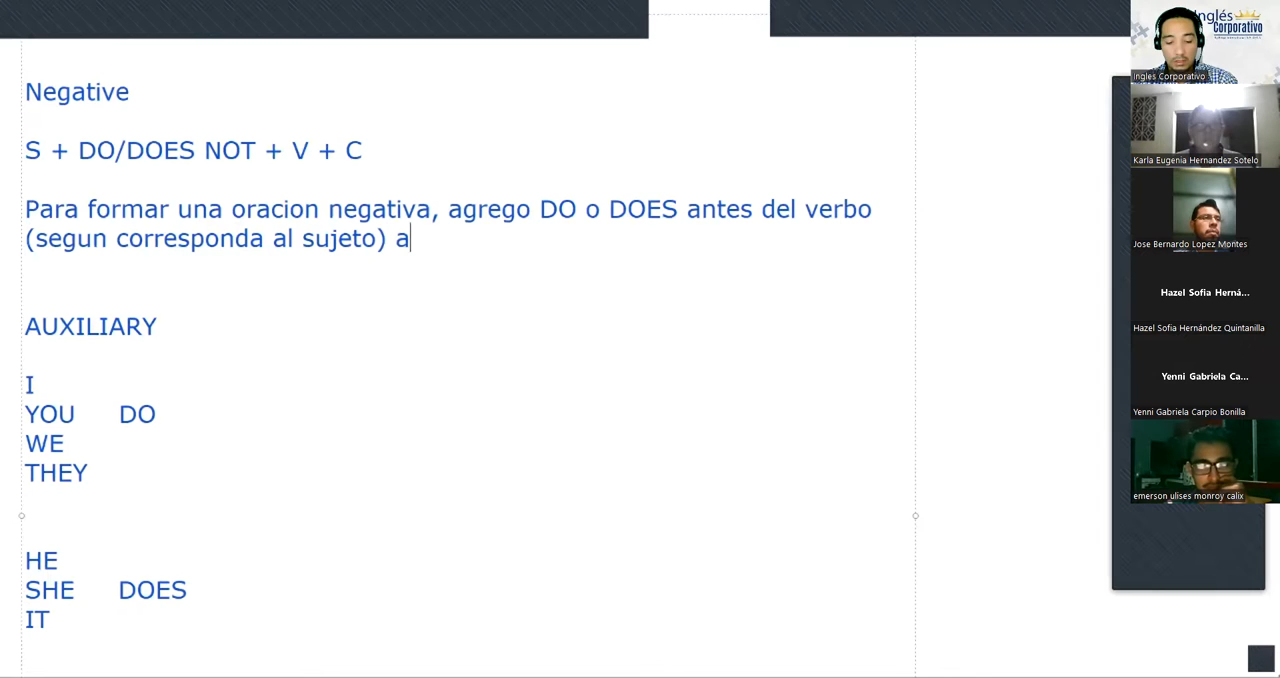 Negative
S + DO/DOES NOT + V + C
Para formar una oracion negativa, agrego DO o DOES antes del verbo
(segun corresponda al sujeto) a
AUXILIARY
I
YOU DO
WE
THEY
HE
SHE DOES
IT
Inglés
Corporativo
Ingles Corporativo
Karla Eugenia Hernandez Sotelo
Jose Bernardo Lopez Montes
Hazel Sofia Herná...
Hazel Sofia Hernández Quintanilla
Yenni Gabriela Ca...
Yenni Gabriela Carpio Bonilla
emerson ulises monroy calix